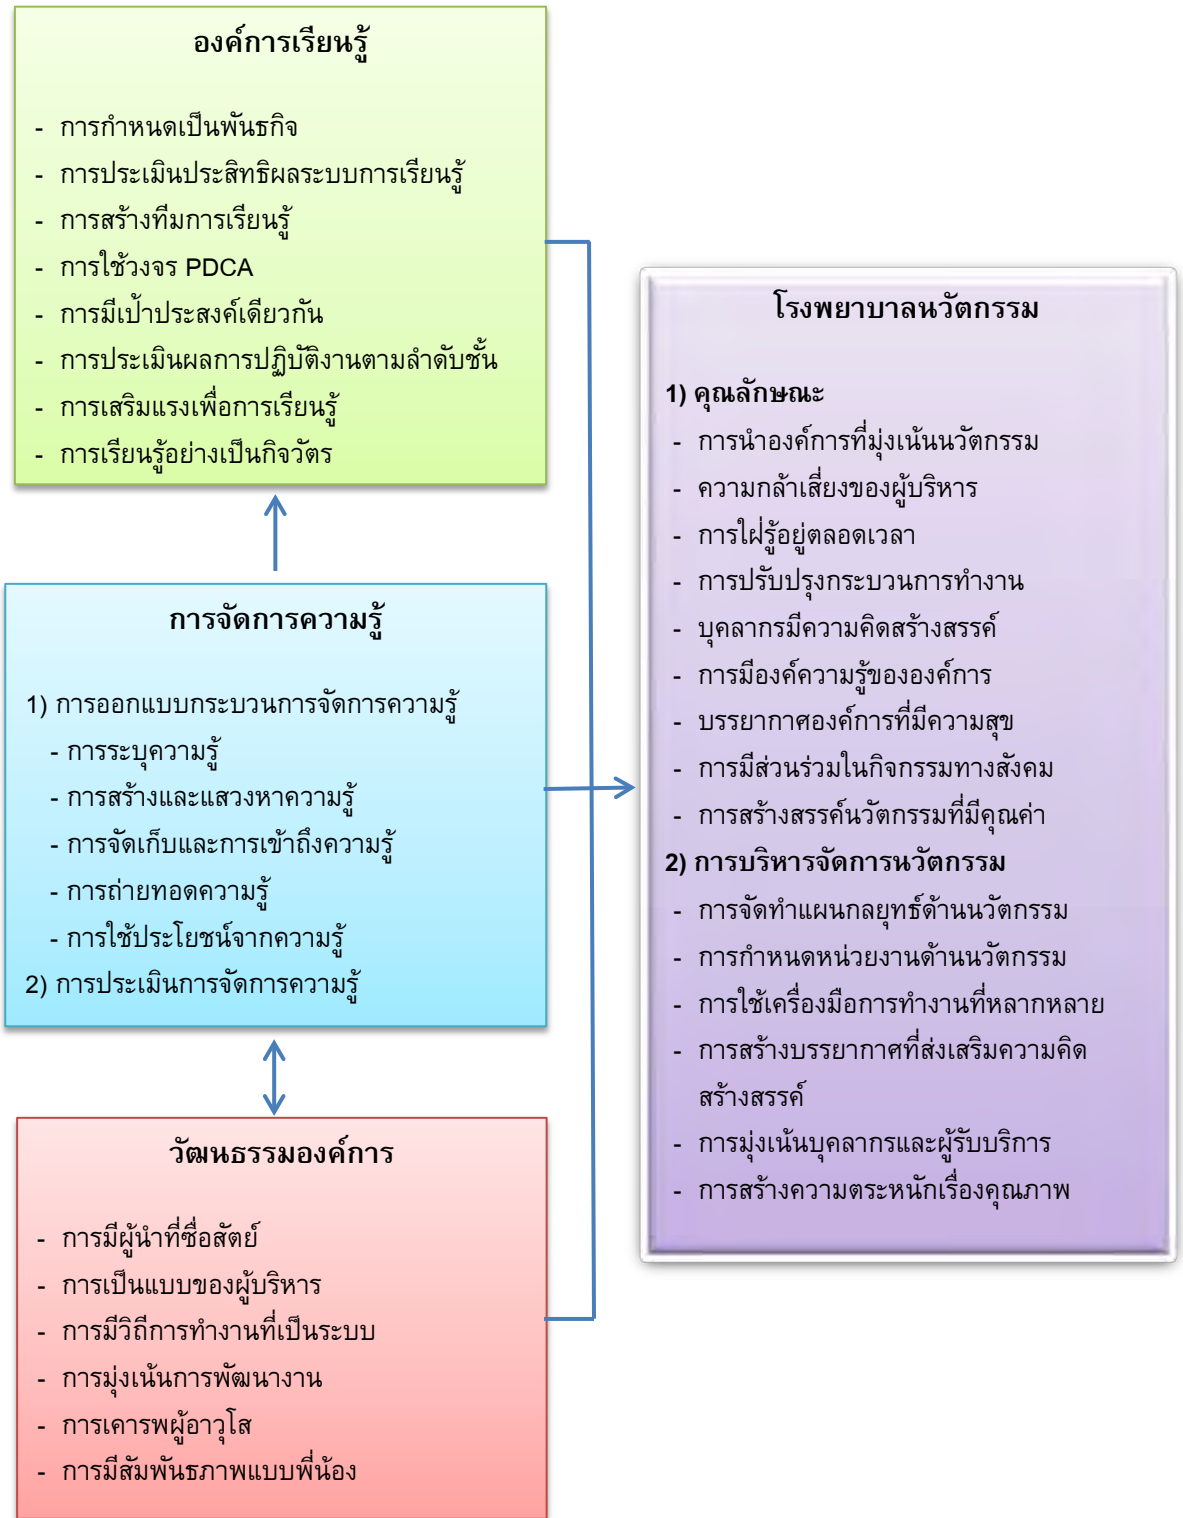 องค์การเรียนรู้
- การกำหนดเป็นพันธกิจ
- การประเมินประสิทธิผลระบบการเรียนรู้
- การสร้างทีมการเรียนรู้
- การใช้วงจร PDCA
- การมีเป้าประสงค์เดียวกัน
- การประเมินผลการปฏิบัติงานตามลำดับชั้น
- การเสริมแรงเพื่อการเรียนรู้
- การเรียนรู้อย่างเป็นกิจวัตร
การจัดการความรู้
1) การออกแบบกระบวนการจัดการความรู้
- การระบุความรู้
- การสร้างและแสวงหาความรู้
- การจัดเก็บและการเข้าถึงความรู้
- การถ่ายทอดความรู้
- การใช้ประโยชน์จากความรู้
2) การประเมินการจัดการความรู้
วัฒนธรรมองค์การ
- การมีผู้นำที่ซื่อสัตย์
- การเป็นแบบของผู้บริหาร
- การมีวิถีการทำงานที่เป็นระบบ
- การมุ่งเน้นการพัฒนางาน
- การเคารพผู้อาวุโส
- การมีสัมพันธภาพแบบพี่น้อง
โรงพยาบาลนวัตกรรม
1) คุณลักษณะ
- การนำองค์การที่มุ่งเน้นนวัตกรรม
- ความกล้าเสี่ยงของผู้บริหาร
- การใฝ่รู้อยู่ตลอดเวลา
- การปรับปรุงกระบวนการทำงาน
- บุคลากรมีความคิดสร้างสรรค์
- การมีองค์ความรู้ขององค์การ
- บรรยากาศองค์การที่มีความสุข
- การมีส่วนร่วมในกิจกรรมทางสังคม
- การสร้างสรรค์นวัตกรรมที่มีคุณค่า
2) การบริหารจัดการนวัตกรรม
- การจัดทำแผนกลยุทธ์ด้านนวัตกรรม
- การกำหนดหน่วยงานด้านนวัตกรรม
- การใช้เครื่องมือการทำงานที่หลากหลาย
- การสร้างบรรยากาศที่ส่งเสริมความคิด
สร้างสรรค์
- การมุ่งเน้นบุคลากรและผู้รับบริการ
- การสร้างความตระหนักเรื่องคุณภาพ